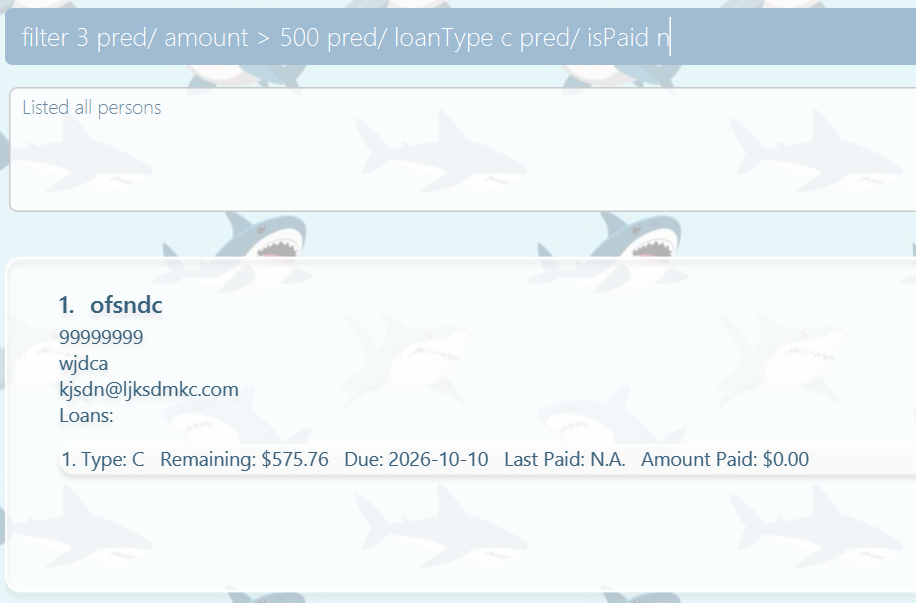 filter 3 pred/ amount > 500 pred/ loanType c pred/ isPaid n
Listed all persons
1. ofsndc
99999999
wjdca
kjsdn@ljksdmkc.com
Loans:
1. Type: C Remaining: $575.76 Due: 2026-10-10 Last Paid: N.A. Amount Paid: $0.00